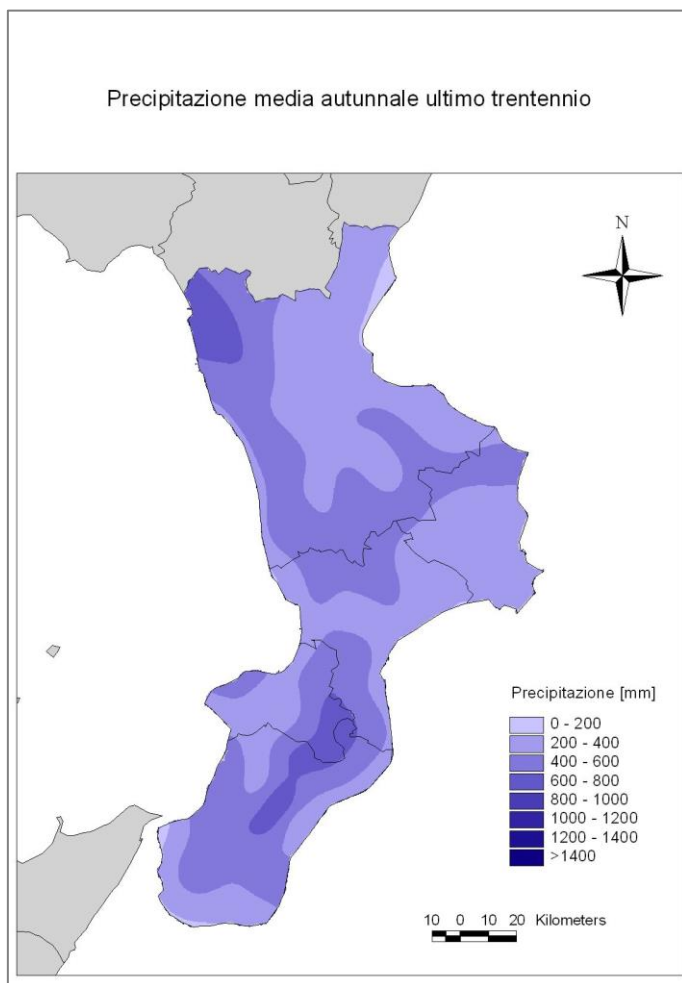 Precipitazione media autunnale ultimo trentennio
N
Precipitazione [mm]
0 - 200
200 - 400
400 - 600
600 - 800
800 - 1000
1000 - 1200
1200 - 1400
>1400
10 0 10 20 Kilometers